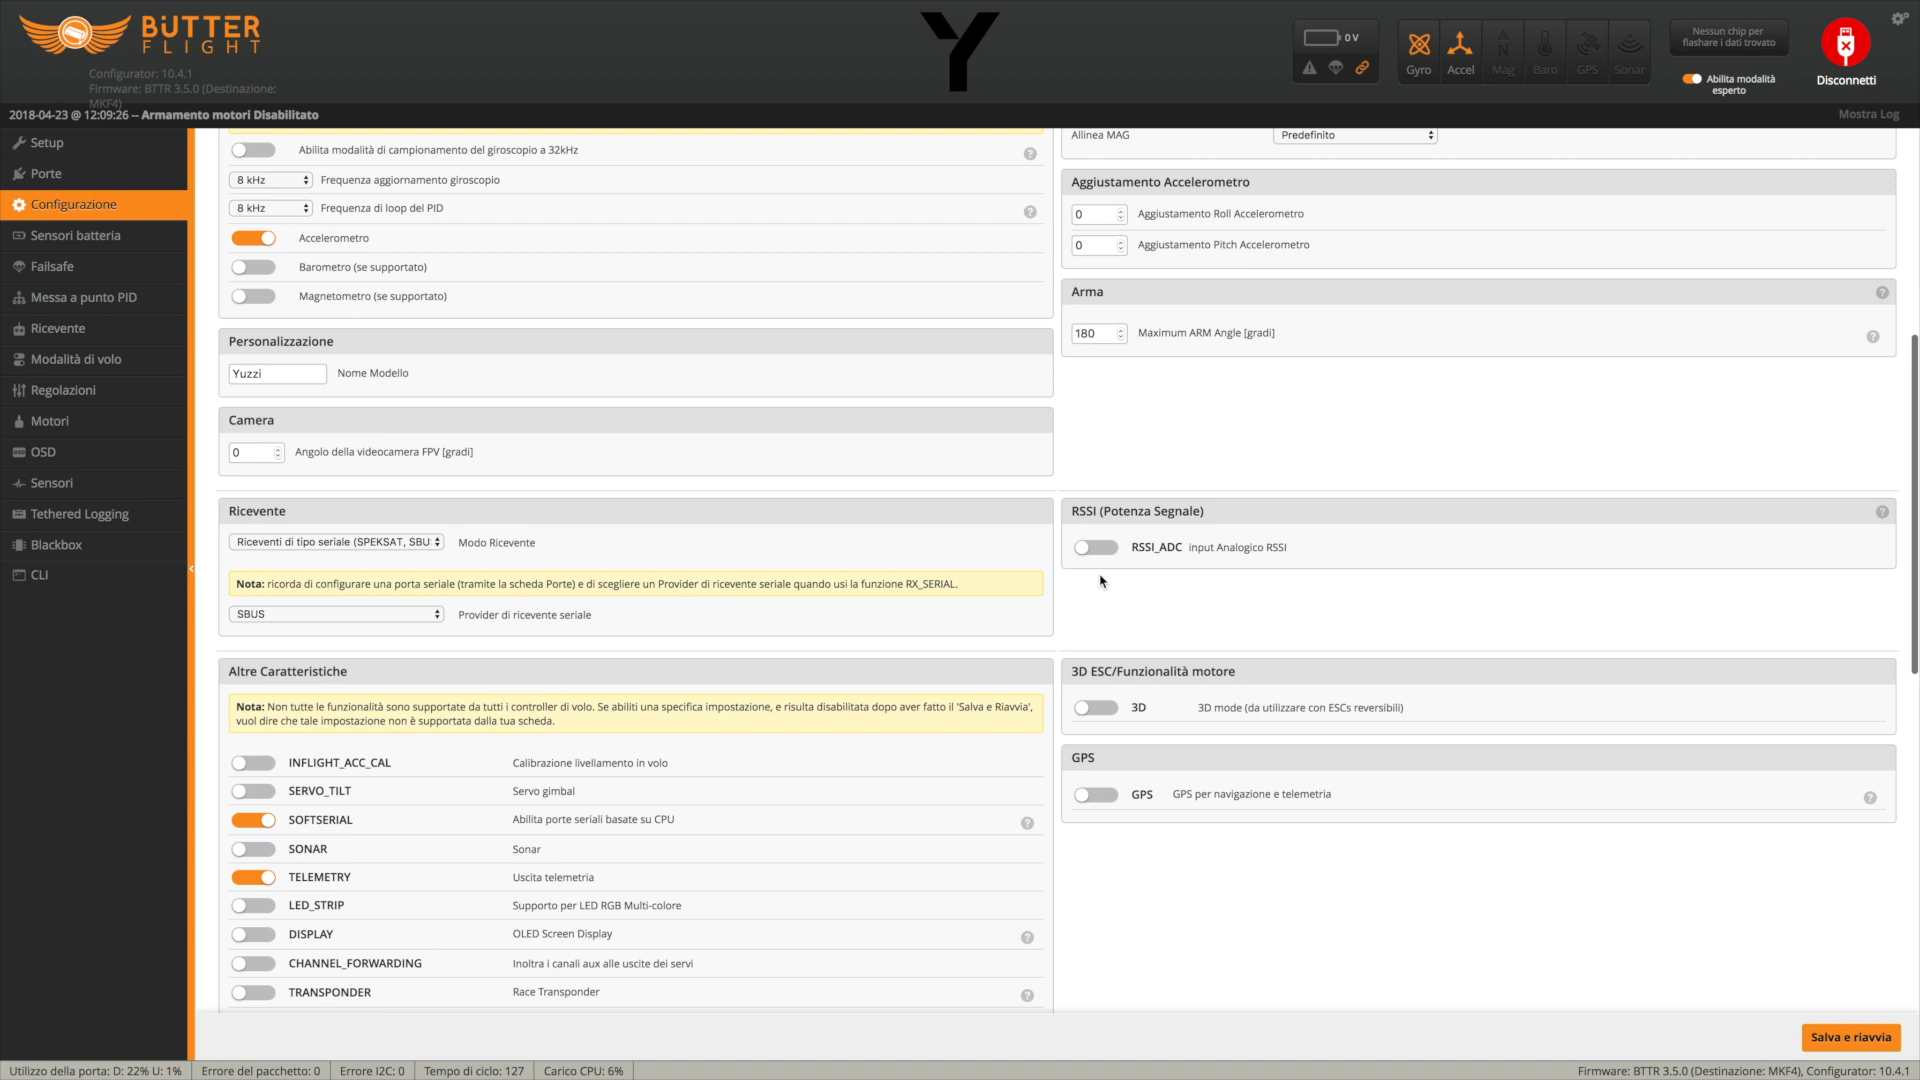 BUTTER
FLIGHT
Configurator: 10.4.1
Firmware: BTTR 3.5.0 (Destinazione:
MKF4)
Y
0 V
Gyro
Accel
Mag
Baro
GPS
Sonar
Nessun chip per
flashare i dati trovato
Abilita modalità
esperto
Disconnetti
2018-04-23 @ 12:09:26 -- Armamento motori Disabilitato
Mostra Log
Setup
Porte
Configurazione
Sensori batteria
Failsafe
Messa a punto PID
Ricevente
Modalità di volo
Regolazioni
Motori
OSD
Sensori
Tethered Logging
Blackbox
CLI
Abilita modalità di campionamento del giroscopio a 32kHz
8 kHz Frequenza aggiornamento giroscopio
8 kHz Frequenza di loop del PID
Accelerometro
Barometro (se supportato)
Magnetometro (se supportato)
Personalizzazione
Yuzzi Nome Modello
Camera
0 Angolo della videocamera FPV [gradi]
Allinea MAG Predefinito
Aggiustamento Accelerometro
0 Aggiustamento Roll Accelerometro
0 Aggiustamento Pitch Accelerometro
Arma
180 Maximum ARM Angle [gradi]
Ricevente
Riceventi di tipo seriale (SPEKSAT, SBU Modo Ricevente
Nota: ricorda di configurare una porta seriale (tramite la scheda Porte) e di scegliere un Provider di ricevente seriale quando usi la funzione RX_SERIAL.
SBUS Provider di ricevente seriale
RSSI (Potenza Segnale)
RSSI_ADC input Analogico RSSI
Altre Caratteristiche
Nota: Non tutte le funzionalità sono supportate da tutti i controller di volo. Se abiliti una specifica impostazione, e risulta disabilitata dopo aver fatto il 'Salva e Riavvia',
vuol dire che tale impostazione non è supportata dalla tua scheda.
INFLIGHT_ACC_CAL Calibrazione livellamento in volo
SERVO_TILT Servo gimbal
SOFTSERIAL Abilita porte seriali basate su CPU
SONAR Sonar
TELEMETRY Uscita telemetria
LED_STRIP Supporto per LED RGB Multi-colore
DISPLAY OLED Screen Display
CHANNEL_FORWARDING Inoltra i canali aux alle uscite dei servi
TRANSPONDER Race Transponder
3D ESC/Funzionalità motore
3D 3D mode (da utilizzare con ESCs reversibili)
GPS
GPS GPS per navigazione e telemetria
Salva e riavvia
Utilizzo della porta: D: 22% U: 1%
Errore del pacchetto: 0
Errore I2C: 0
Tempo di ciclo: 127
Carico CPU: 6%
Firmware: BTTR 3.5.0 (Destinazione: MKF4), Configurator: 10.4.1